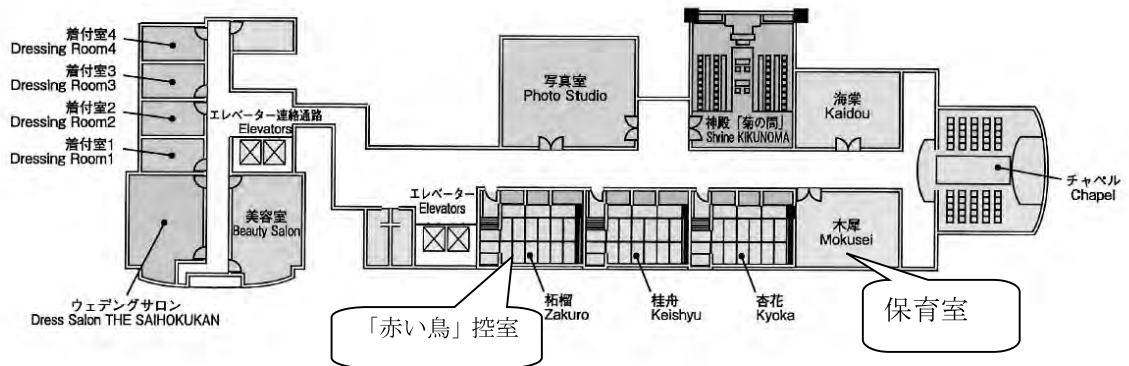 着付室4
Dressing Room4
着付室3
Dressing Room3
着付室2
Dressing Room2
着付室1
Dressing Room1
エレベーター連絡通路
Elevators
美容室
Beauty Salon
ウェデングサロン
Dress Salon THE SAIHOKUKAN
エレベーター
Elevators
写真室
Photo Studio
神殿「菊の間」
Shrine KIKUNOMA
海棠
Kaidou
チャペル
Chapel
木犀
Mokusei
柘榴
Zakuro
桂舟
Keishyu
杏花
Kyoka
「赤い鳥」控室
保育室